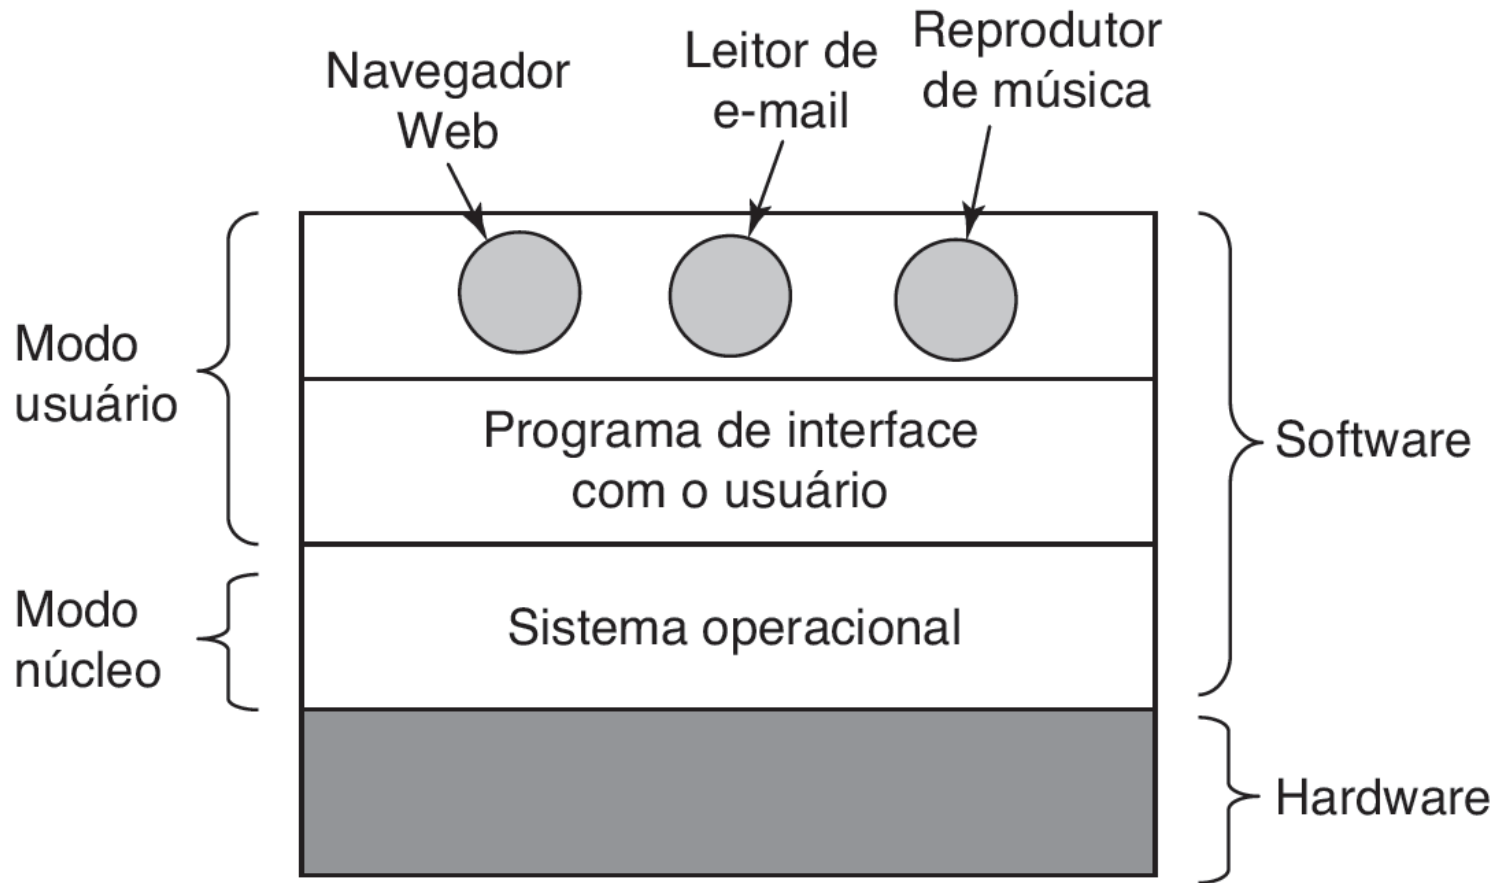 Navegador
Web
Leitor de
e-mail
Reprodutor
de música
Modo
usuário
Programa de interface
com o usuário
Software
Modo
núcleo
Sistema operacional
Hardware